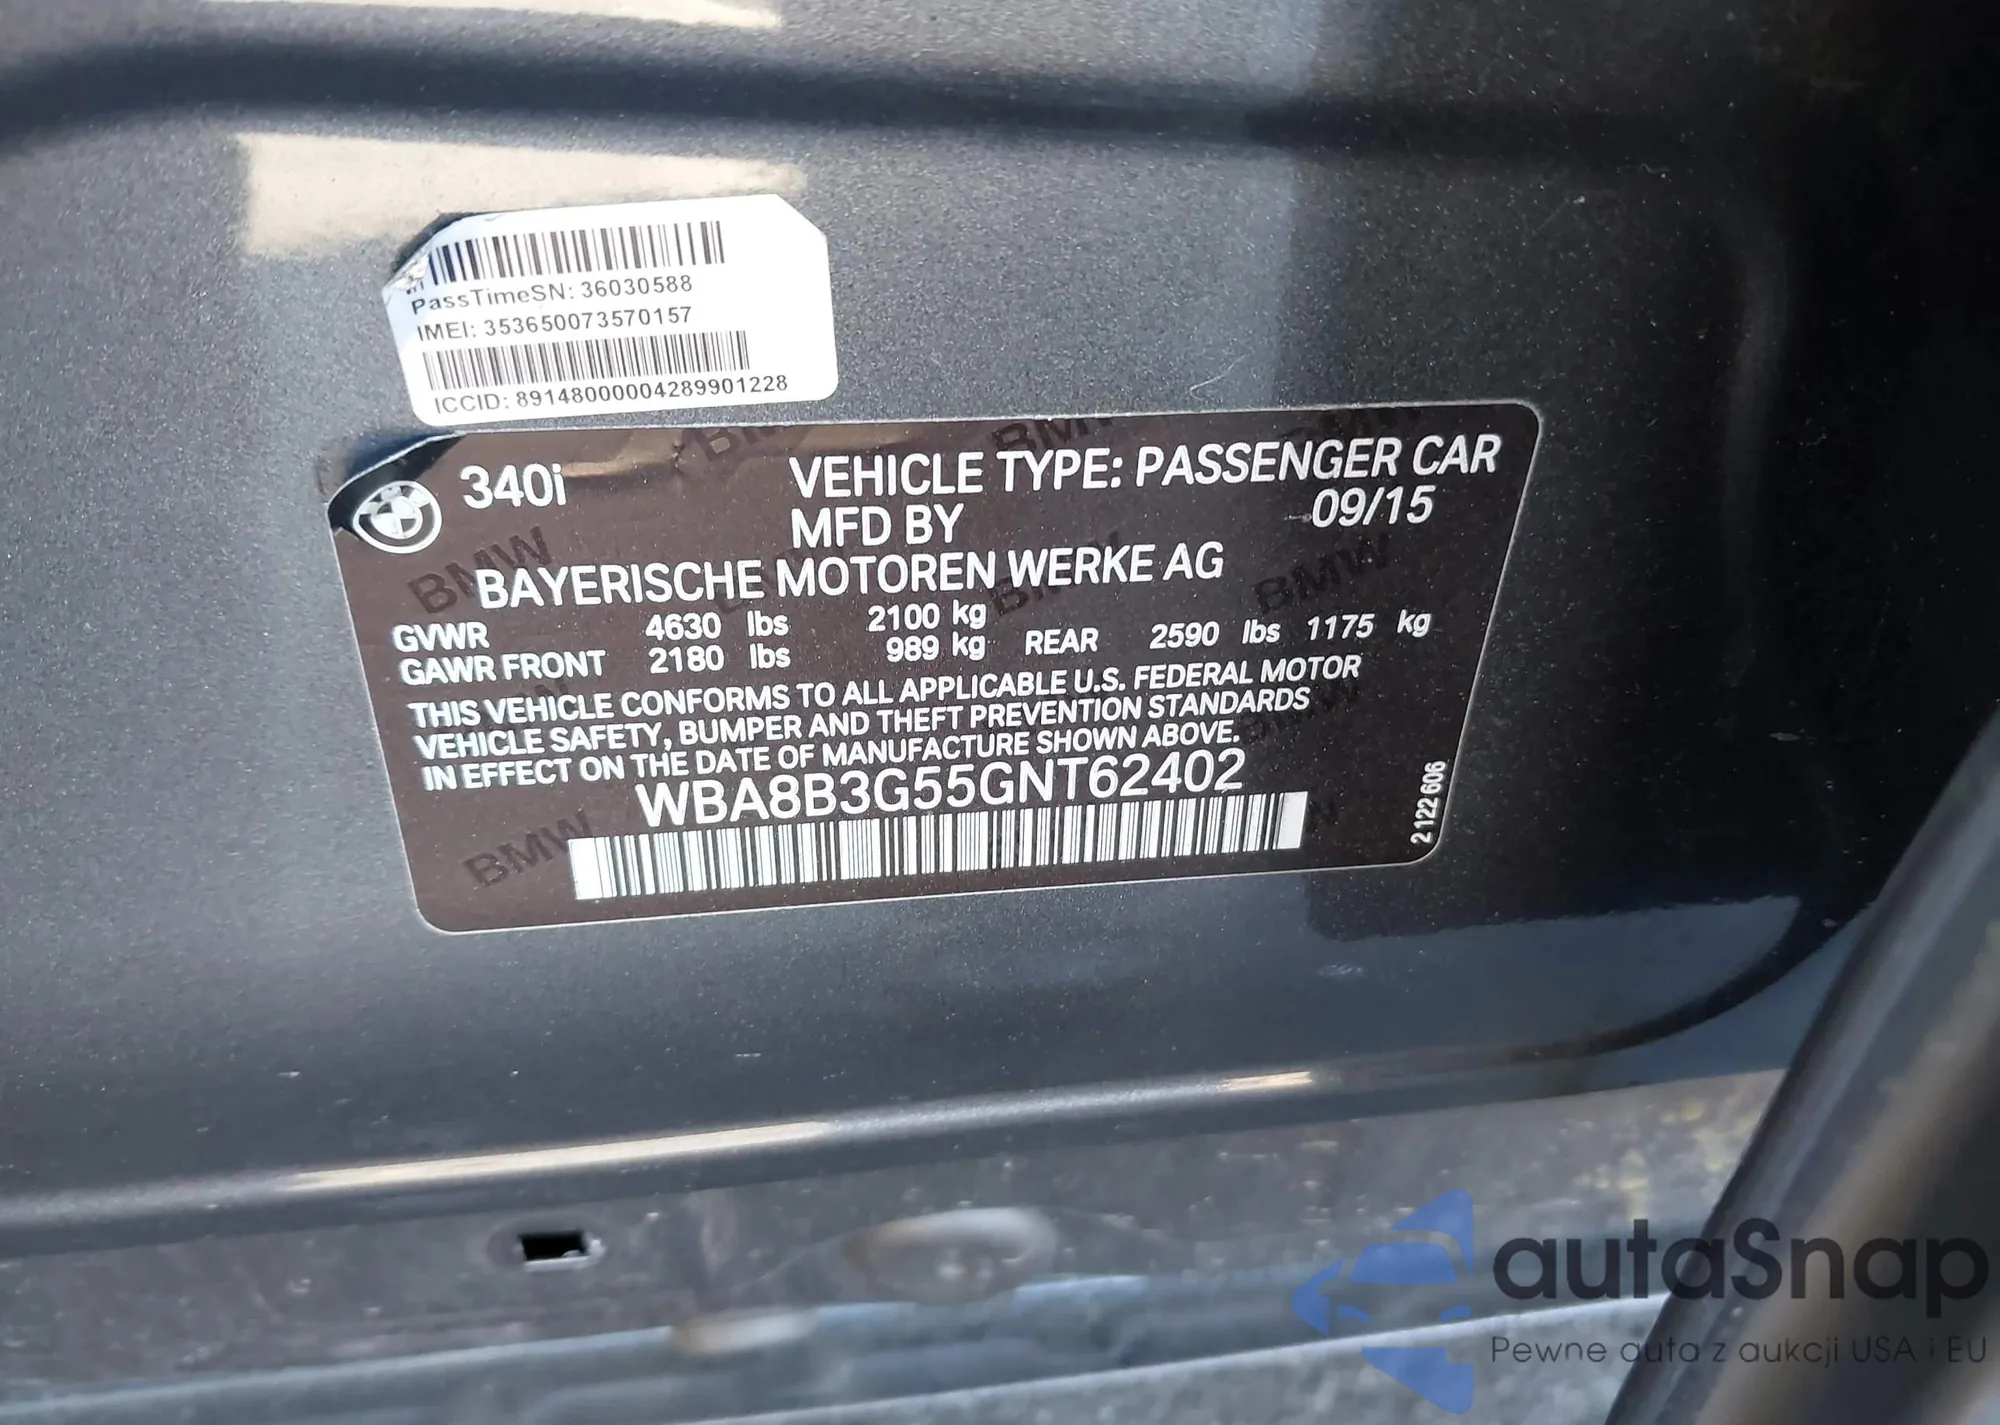 PassTimeSN: 36030588
IMEI: 353650073570157
ICCID: 89148000004289901228
340i
VEHICLE TYPE: PASSENGER CAR
MFD BY 09/15
BAYERISCHE MOTOREN WERKE AG
GVWR 4630 lbs 2100 kg
GAWR FRONT 2180 lbs 989 kg REAR 2590 lbs 1175 kg
THIS VEHICLE CONFORMS TO ALL APPLICABLE U.S. FEDERAL MOTOR
VEHICLE SAFETY, BUMPER AND THEFT PREVENTION STANDARDS
IN EFFECT ON THE DATE OF MANUFACTURE SHOWN ABOVE.
WBA8B3G55GNT62402
2 122 606
autaSnap
Pewne auta z aukcji USA i EU